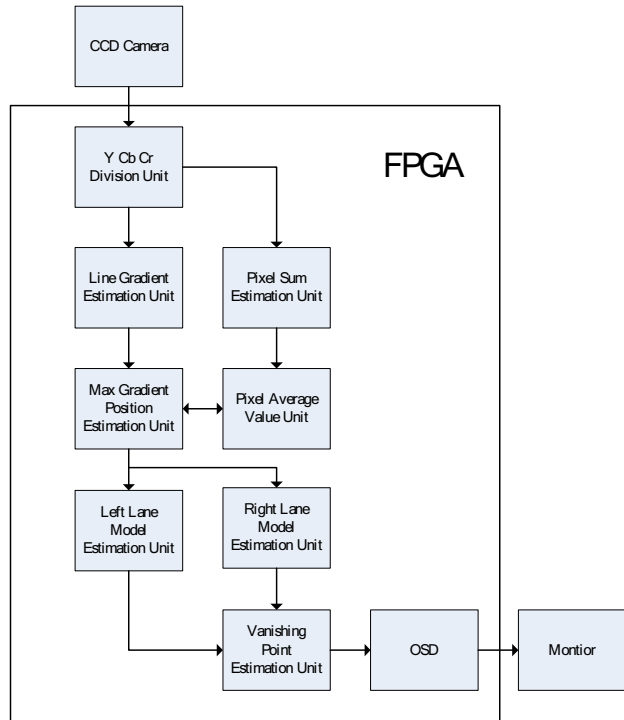 CCD Camera
FPGA
Y Cb Cr
Division Unit
Line Gradient
Estimation Unit
Pixel Sum
Estimation Unit
Max Gradient
Position
Estimation Unit
Pixel Average
Value Unit
Left Lane
Model
Estimation Unit
Right Lane
Model
Estimation Unit
Vanishing
Point
Estimation Unit
OSD
Montior